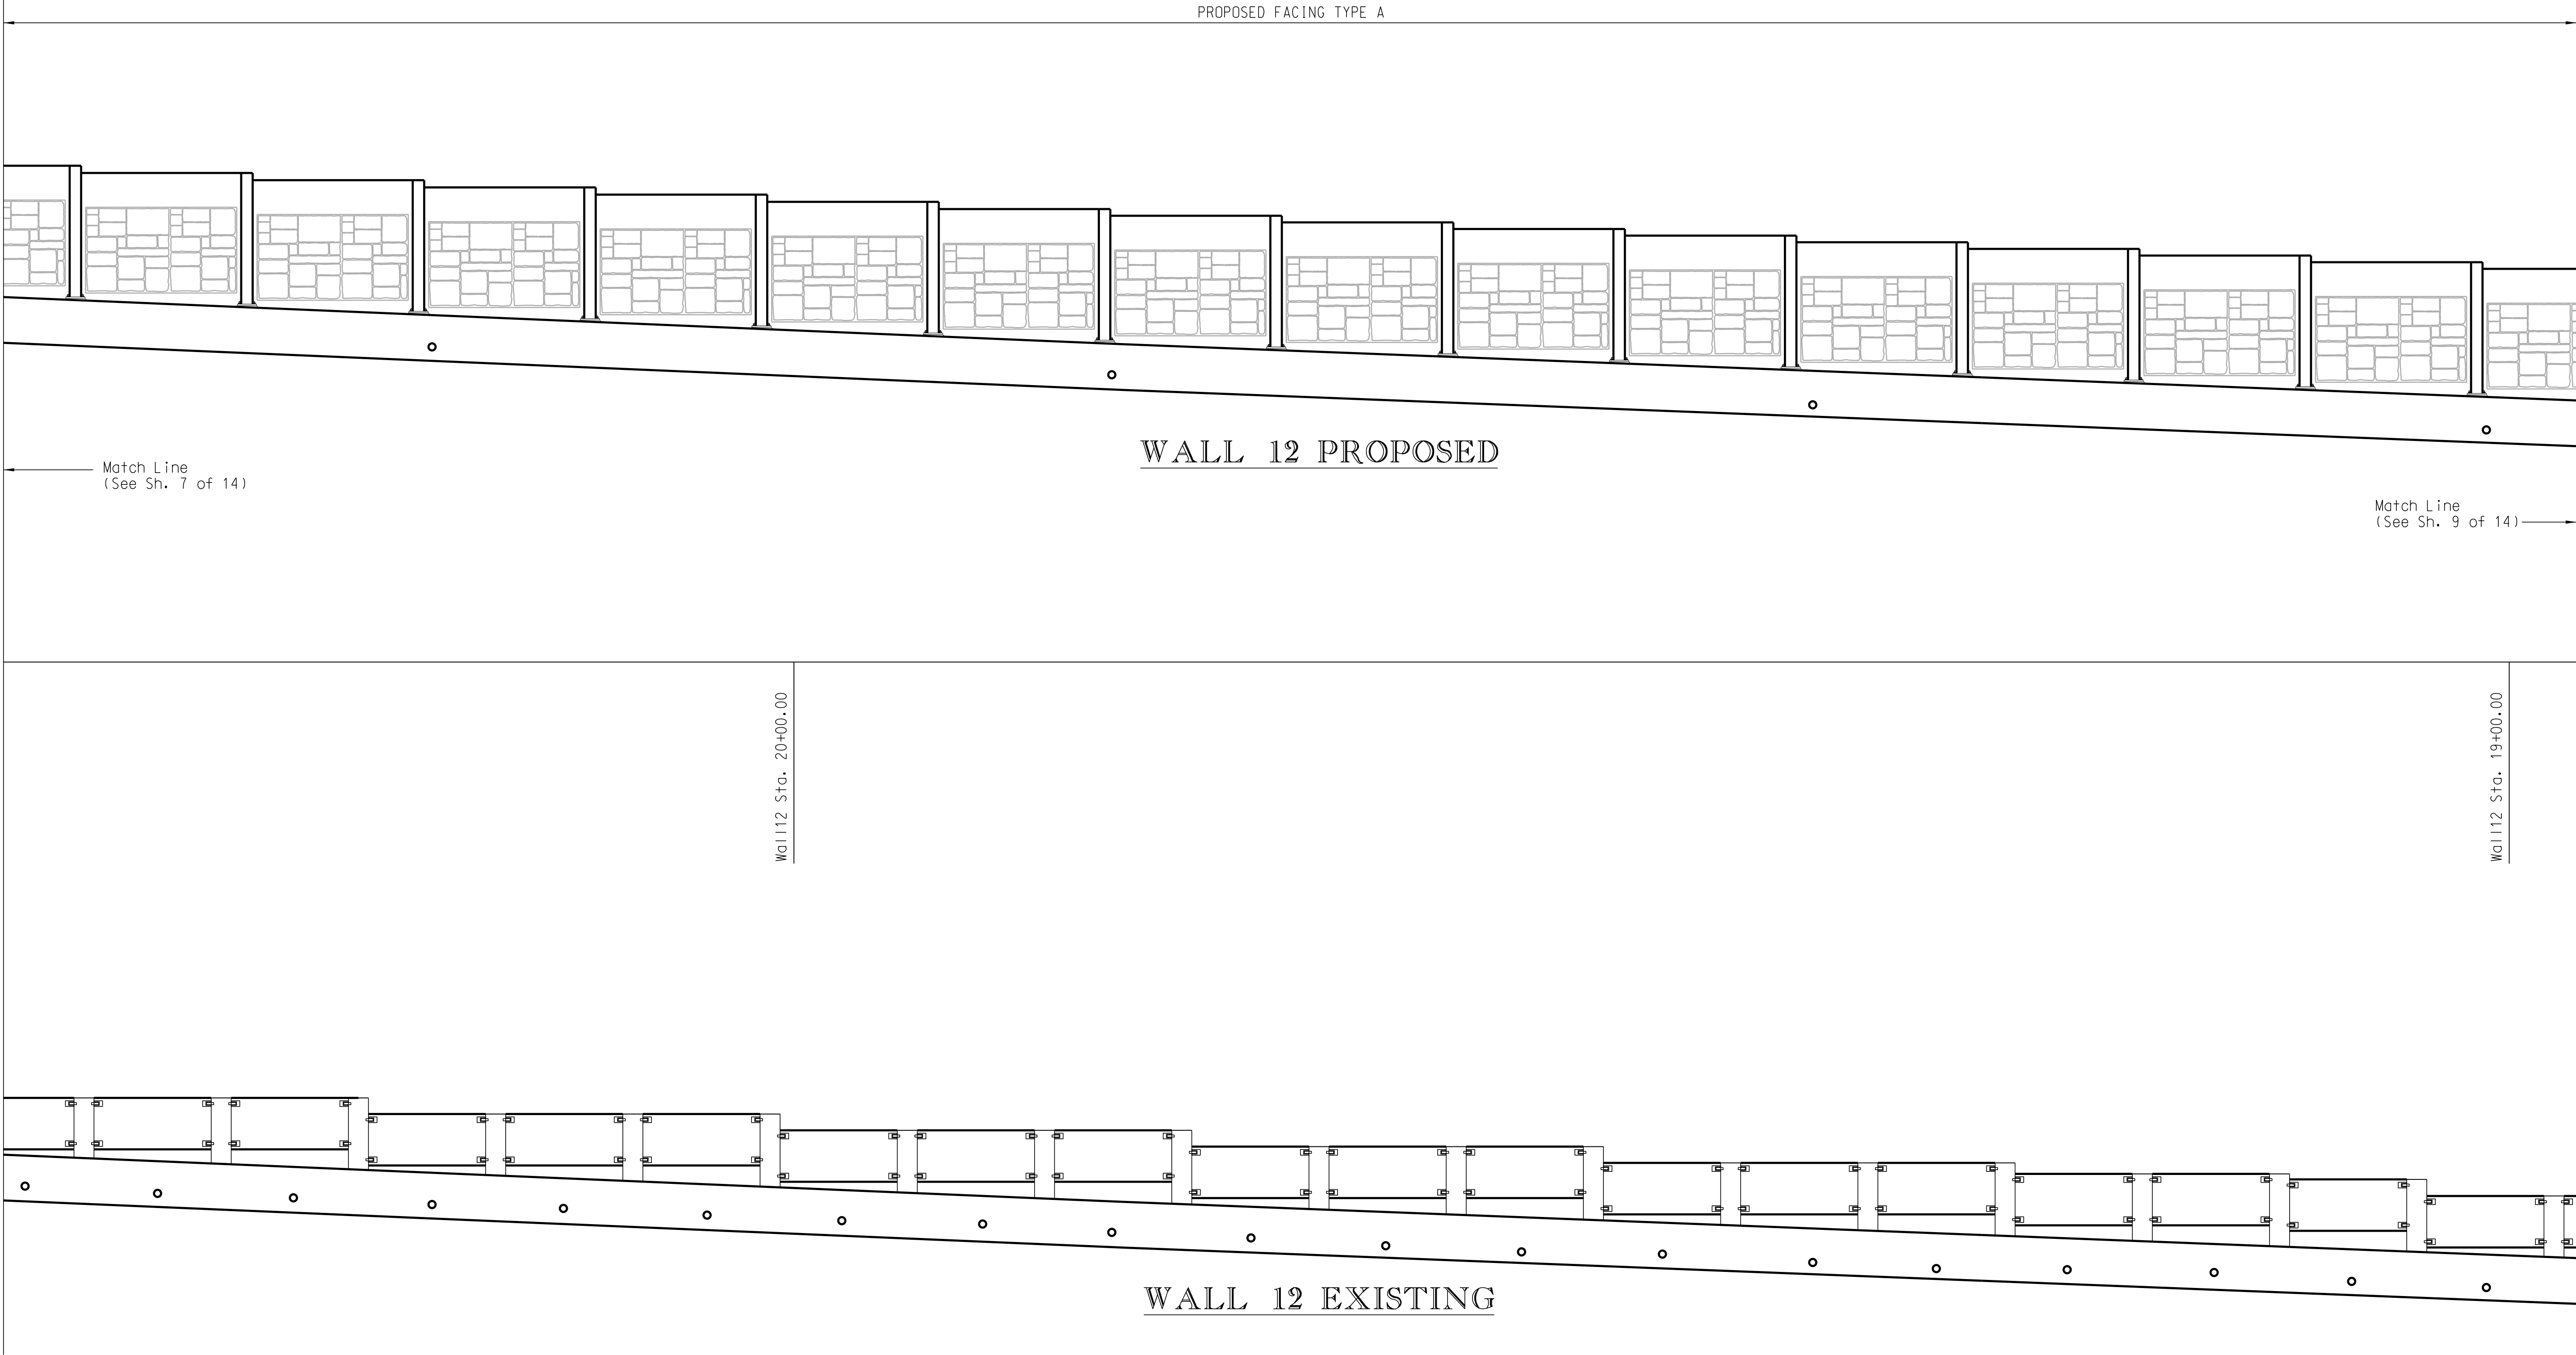 PROPOSED FACING TYPE A
WALL 12 PROPOSED
Match Line
(See Sh. 7 of 14)
Match Line
(See Sh. 9 of 14)
Wall12 Sta. 20+00.00
Wall12 Sta. 19+00.00
WALL 12 EXISTING